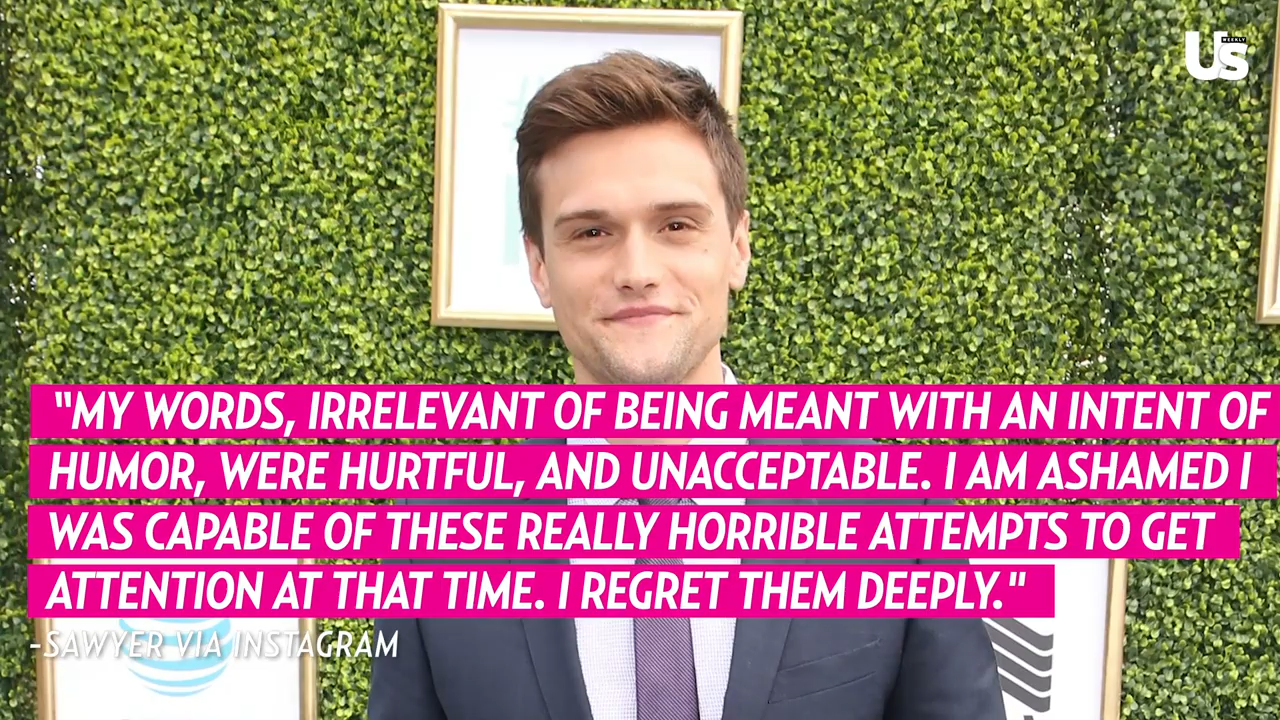 Us
WEEKLY
"MY WORDS, IRRELEVANT OF BEING MEANT WITH AN INTENT OF
HUMOR, WERE HURTFUL, AND UNACCEPTABLE. I AM ASHAMED I
WAS CAPABLE OF THESE REALLY HORRIBLE ATTEMPTS TO GET
ATTENTION AT THAT TIME. I REGRET THEM DEEPLY."
-SAWYER VIA INSTAGRAM